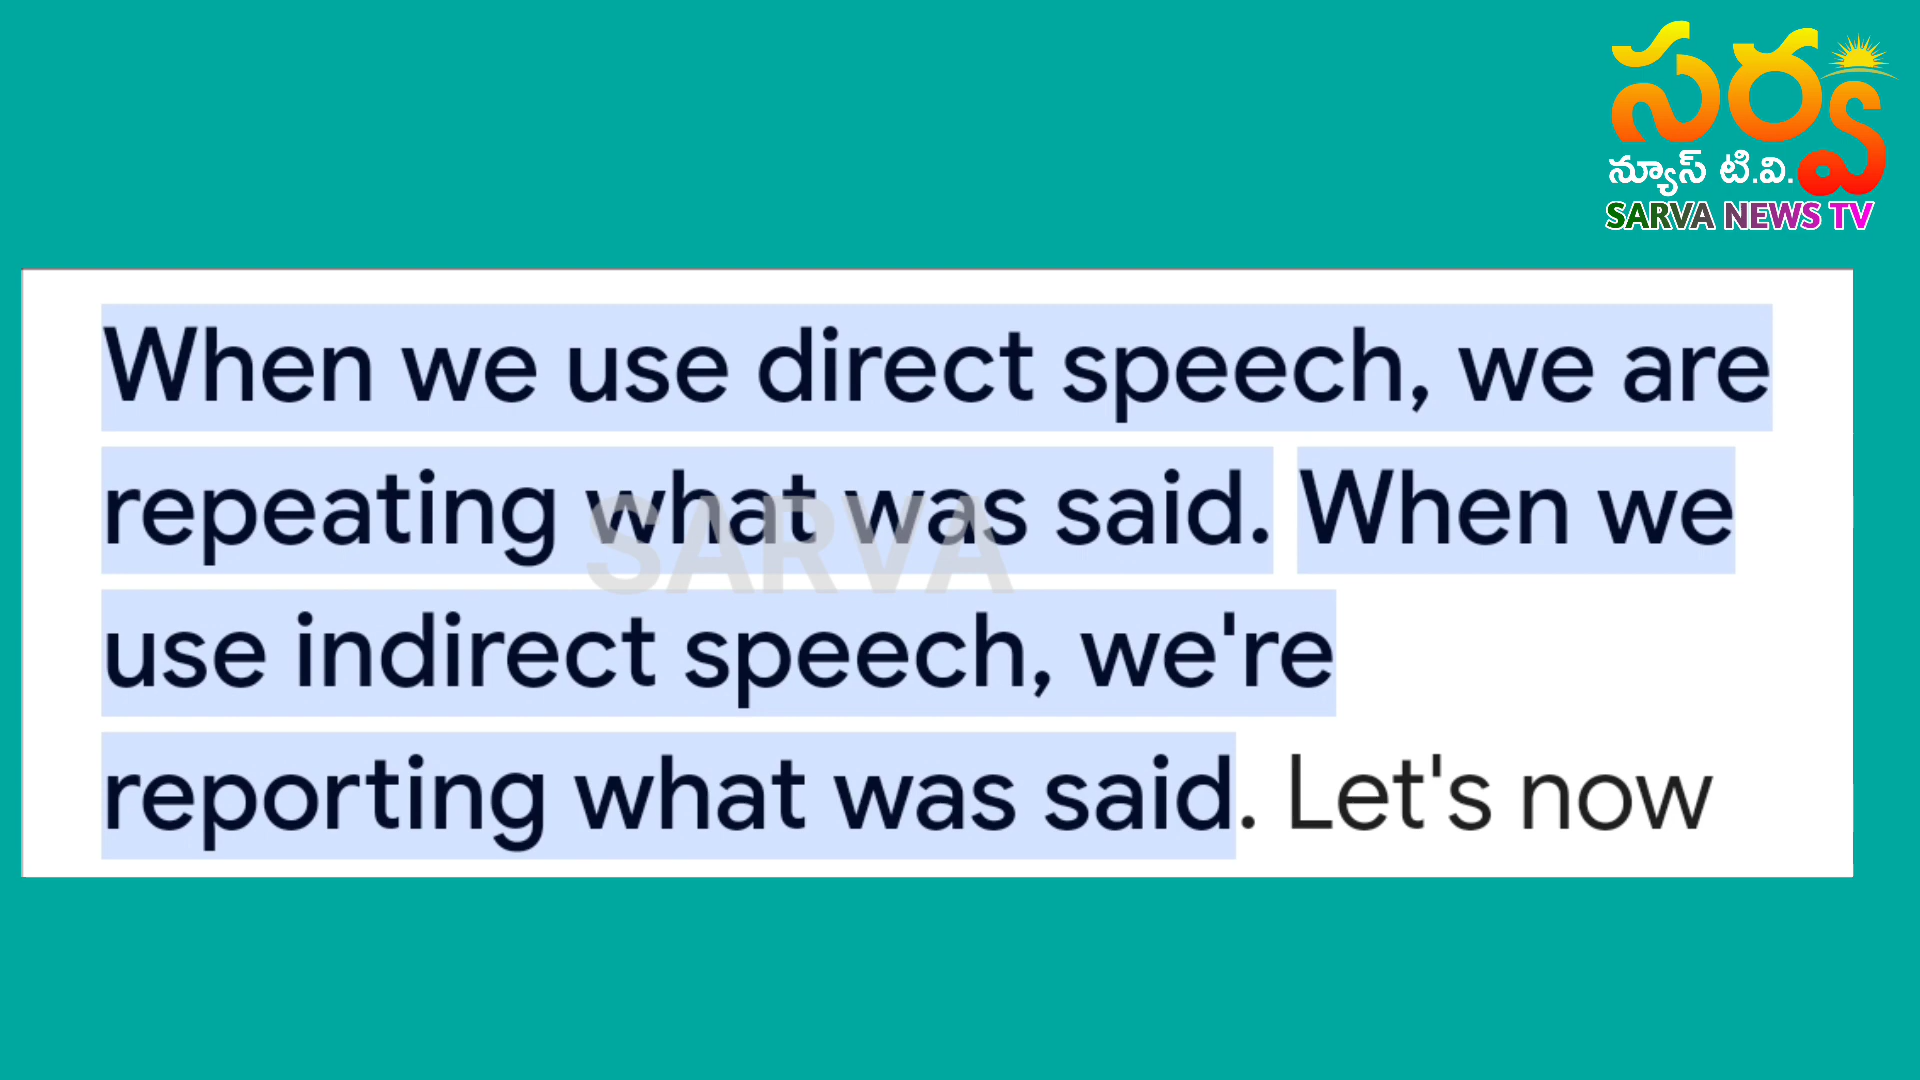 సర్వ
న్యూస్ టి.వి.
SARVA NEWS TV
When we use direct speech, we are
repeating what was said. When we
SARVA
use indirect speech, we're
reporting what was said. Let's now